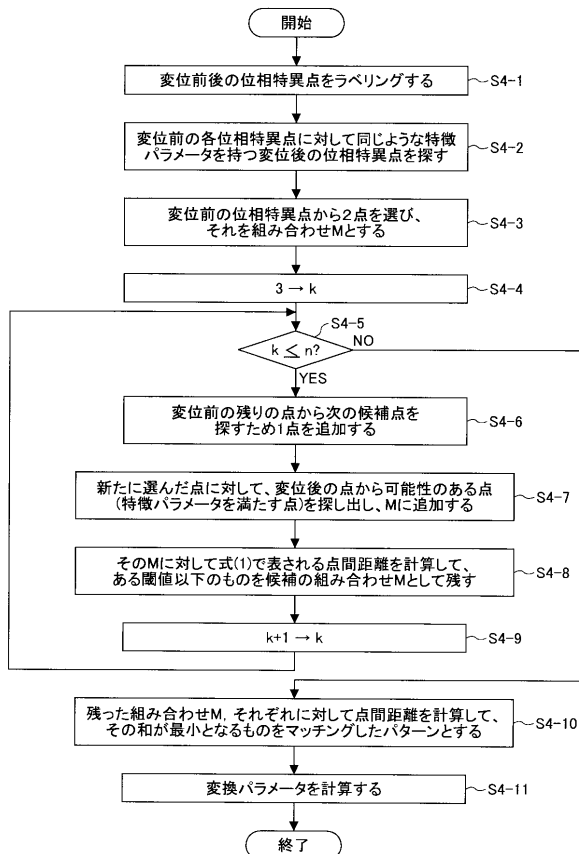 開始
変位前後の位相特異点をラベリングする
S4-1
変位前の各位相特異点に対して同じような特徴
パラメータを持つ変位後の位相特異点を探す
S4-2
変位前の位相特異点から2点を選び、
それを組み合わせMとする
S4-3
3 → k
S4-4
S4-5
k ≦ n?
NO
YES
変位前の残りの点から次の候補点を
探すため1点を追加する
S4-6
新たに選んだ点に対して、変位後の点から可能性のある点
(特徴パラメータを満たす点)を探し出し、Mに追加する
S4-7
そのMに対して式(1)で表される点間距離を計算して、
ある閾値以下のものを候補の組み合わせMとして残す
S4-8
k+1 → k
S4-9
残った組み合わせM, それぞれに対して点間距離を計算して、
その和が最小となるものをマッチングしたパターンとする
S4-10
変換パラメータを計算する
S4-11
終了